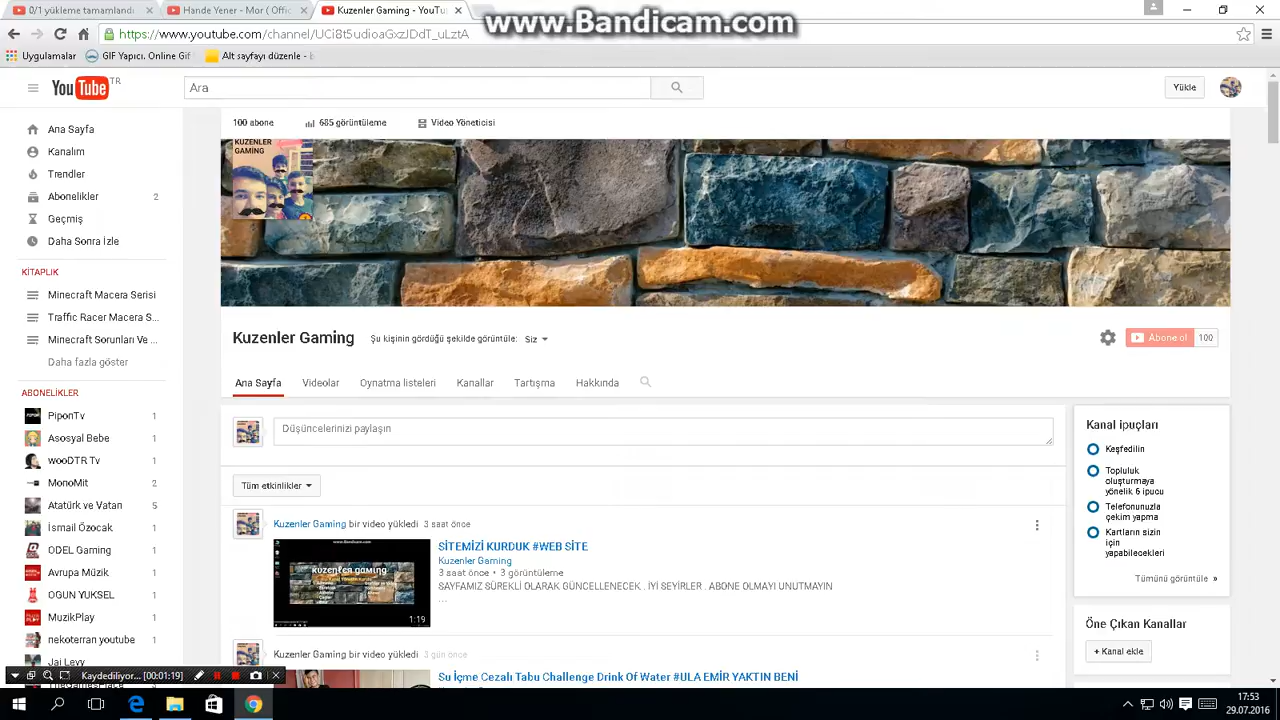 0/1 yükleme tamamlandı
Hande Yener - Mor ( Offic
Kuzenler Gaming - YouTu
www.Bandicam.com
https://www.youtube.com/channel/UCi8t5udioaGxzJDdT_uLztA
Uygulamalar
GIF Yapıcı. Online Gif
Alt sayfayı düzenle - b
YouTube TR
Ara
Yükle
Ana Sayfa
Kanalım
Trendler
Abonelikler 2
Geçmiş
Daha Sonra İzle
KİTAPLIK
Minecraft Macera Serisi
Traffic Racer Macera S...
Minecraft Sorunları Ve ...
Daha fazla göster
ABONELİKLER
PiponTv 1
Asosyal Bebe 1
wooDTR Tv 1
MonoMit 2
Atatürk ve Vatan 5
İsmail Özocak 1
ODEL Gaming 1
Avrupa Müzik 1
OĞUN YÜKSEL 1
MuzikPlay 1
nekoterran youtube 1
Jai Levy
100 abone
685 görüntüleme
Video Yöneticisi
KUZENLER
GAMING
Kuzenler Gaming
Şu kişinin gördüğü şekilde görüntüle: Siz
Abone ol 100
Ana Sayfa
Videolar
Oynatma listeleri
Kanallar
Tartışma
Hakkında
Düşüncelerinizi paylaşın
Tüm etkinlikler
Kuzenler Gaming bir video yükledi 3 saat önce
SİTEMİZİ KURDUK #WEB SİTE
Kuzenler Gaming
3 saat önce • 3 görüntüleme
SAYFAMIZ SÜREKLİ OLARAK GÜNCELLENECEK . İYİ SEYİRLER . ABONE OLMAYI UNUTMAYIN
...
1:19
Kuzenler Gaming bir video yükledi 3 gün önce
Su İçme Cezalı Tabu Challenge Drink Of Water #ULA EMİR YAKTIN BENİ
Kanal ipuçları
Keşfedilin
Topluluk
oluşturmaya
yönelik 6 ipucu
Telefonunuzla
çekim yapma
Kartların sizin
için
yapabilecekleri
Tümünü görüntüle »
Öne Çıkan Kanallar
+ Kanal ekle
Kaydediliyor... [00:01:19]
17:53
29.07.2016